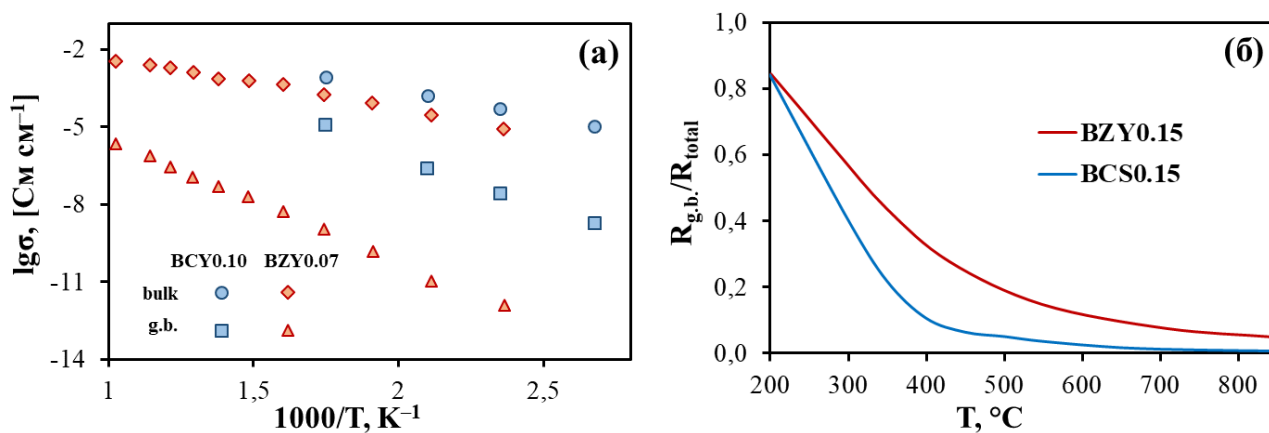 (a)
lgσ, [См см⁻¹]
-2
-5
-8
-11
-14
BCY0.10 BZY0.07
bulk
g.b.
1 1,5 2 2,5
1000/T, K⁻¹
(б)
R_g.b./R_total
1,0
0,8
0,6
0,4
0,2
0,0
BZY0.15
BCS0.15
200 300 400 500 600 700 800
T, °C